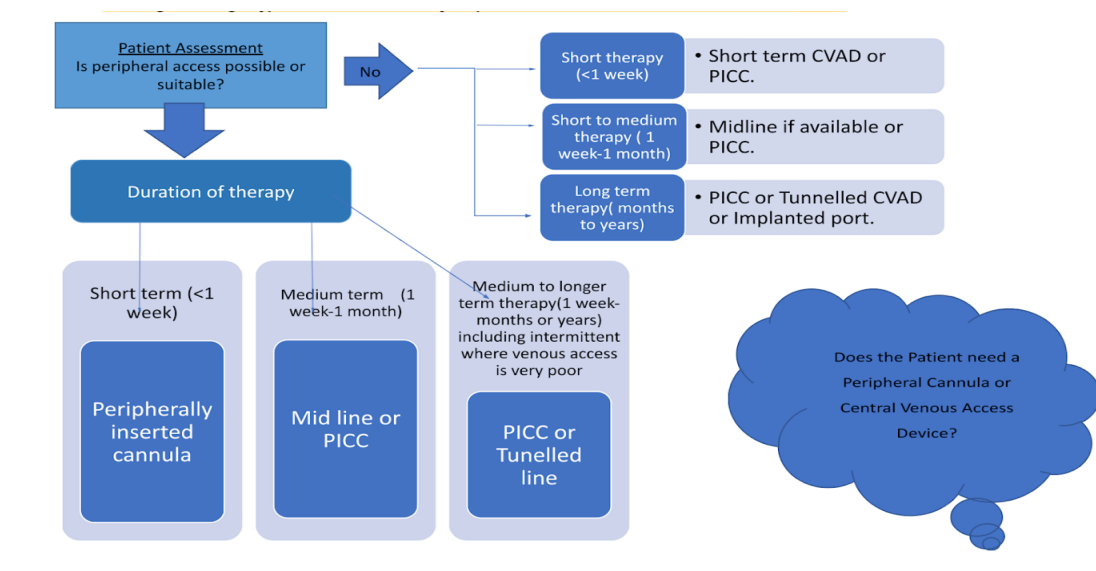 Patient Assessment
Is peripheral access possible or
suitable?
No
Short therapy
(<1 week)
• Short term CVAD or
PICC.
Short to medium
therapy ( 1
week-1 month)
• Midline if available or
PICC.
Long term
therapy( months
to years)
• PICC or Tunnelled CVAD
or Implanted port.
Duration of therapy
Short term (<1
week)
Peripherally
inserted
cannula
Medium term (1
week-1 month)
Mid line or
PICC
Medium to longer
term therapy(1 week-
months or years)
including intermittent
where venous access
is very poor
PICC or
Tunelled
line
Does the Patient need a
Peripheral Cannula or
Central Venous Access
Device?